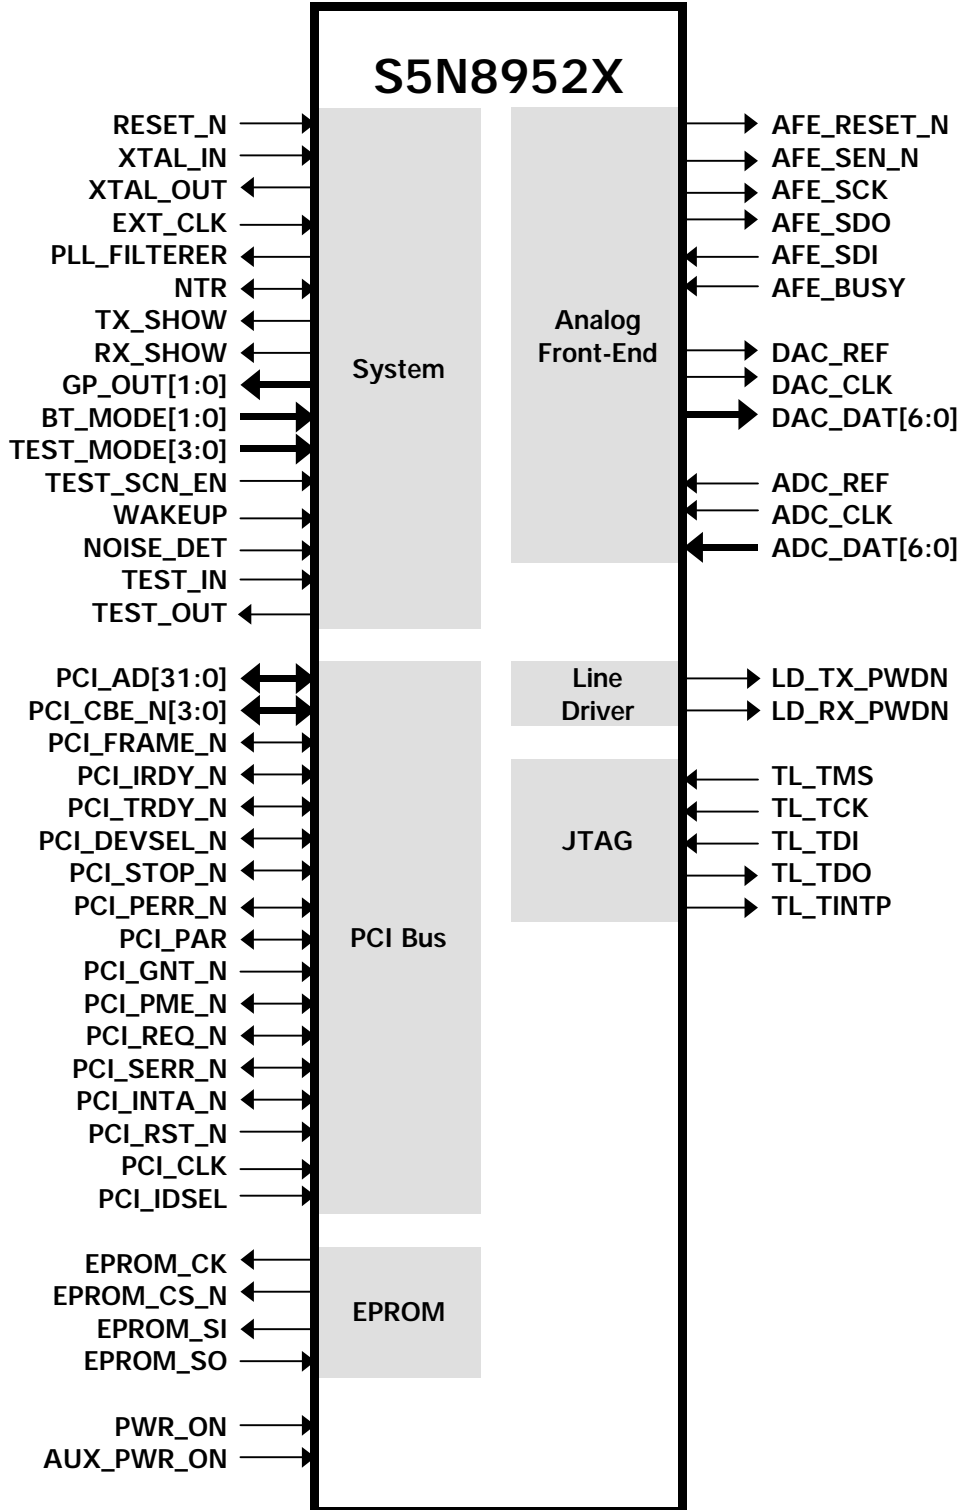 S5N8952X
RESET_N
XTAL_IN
XTAL_OUT
EXT_CLK
PLL_FILTERER
NTR
TX_SHOW
RX_SHOW
GP_OUT[1:0]
BT_MODE[1:0]
TEST_MODE[3:0]
TEST_SCN_EN
WAKEUP
NOISE_DET
TEST_IN
TEST_OUT
System
PCI_AD[31:0]
PCI_CBE_N[3:0]
PCI_FRAME_N
PCI_IRDY_N
PCI_TRDY_N
PCI_DEVSEL_N
PCI_STOP_N
PCI_PERR_N
PCI_PAR
PCI_GNT_N
PCI_PME_N
PCI_REQ_N
PCI_SERR_N
PCI_INTA_N
PCI_RST_N
PCI_CLK
PCI_IDSEL
PCI Bus
EPROM_CK
EPROM_CS_N
EPROM_SI
EPROM_SO
EPROM
PWR_ON
AUX_PWR_ON
Analog
Front-End
AFE_RESET_N
AFE_SEN_N
AFE_SCK
AFE_SDO
AFE_SDI
AFE_BUSY
DAC_REF
DAC_CLK
DAC_DAT[6:0]
ADC_REF
ADC_CLK
ADC_DAT[6:0]
Line
Driver
LD_TX_PWDN
LD_RX_PWDN
JTAG
TL_TMS
TL_TCK
TL_TDI
TL_TDO
TL_TINTP